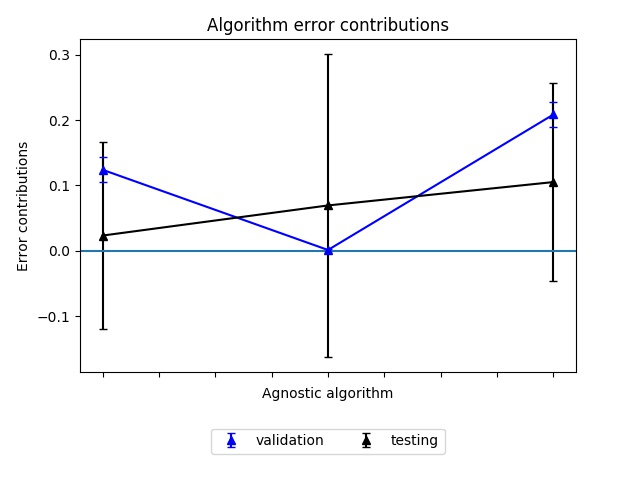 Algorithm error contributions
0.3
0.2
0.1
0.0
−0.1
Error contributions
Agnostic algorithm
validation
testing